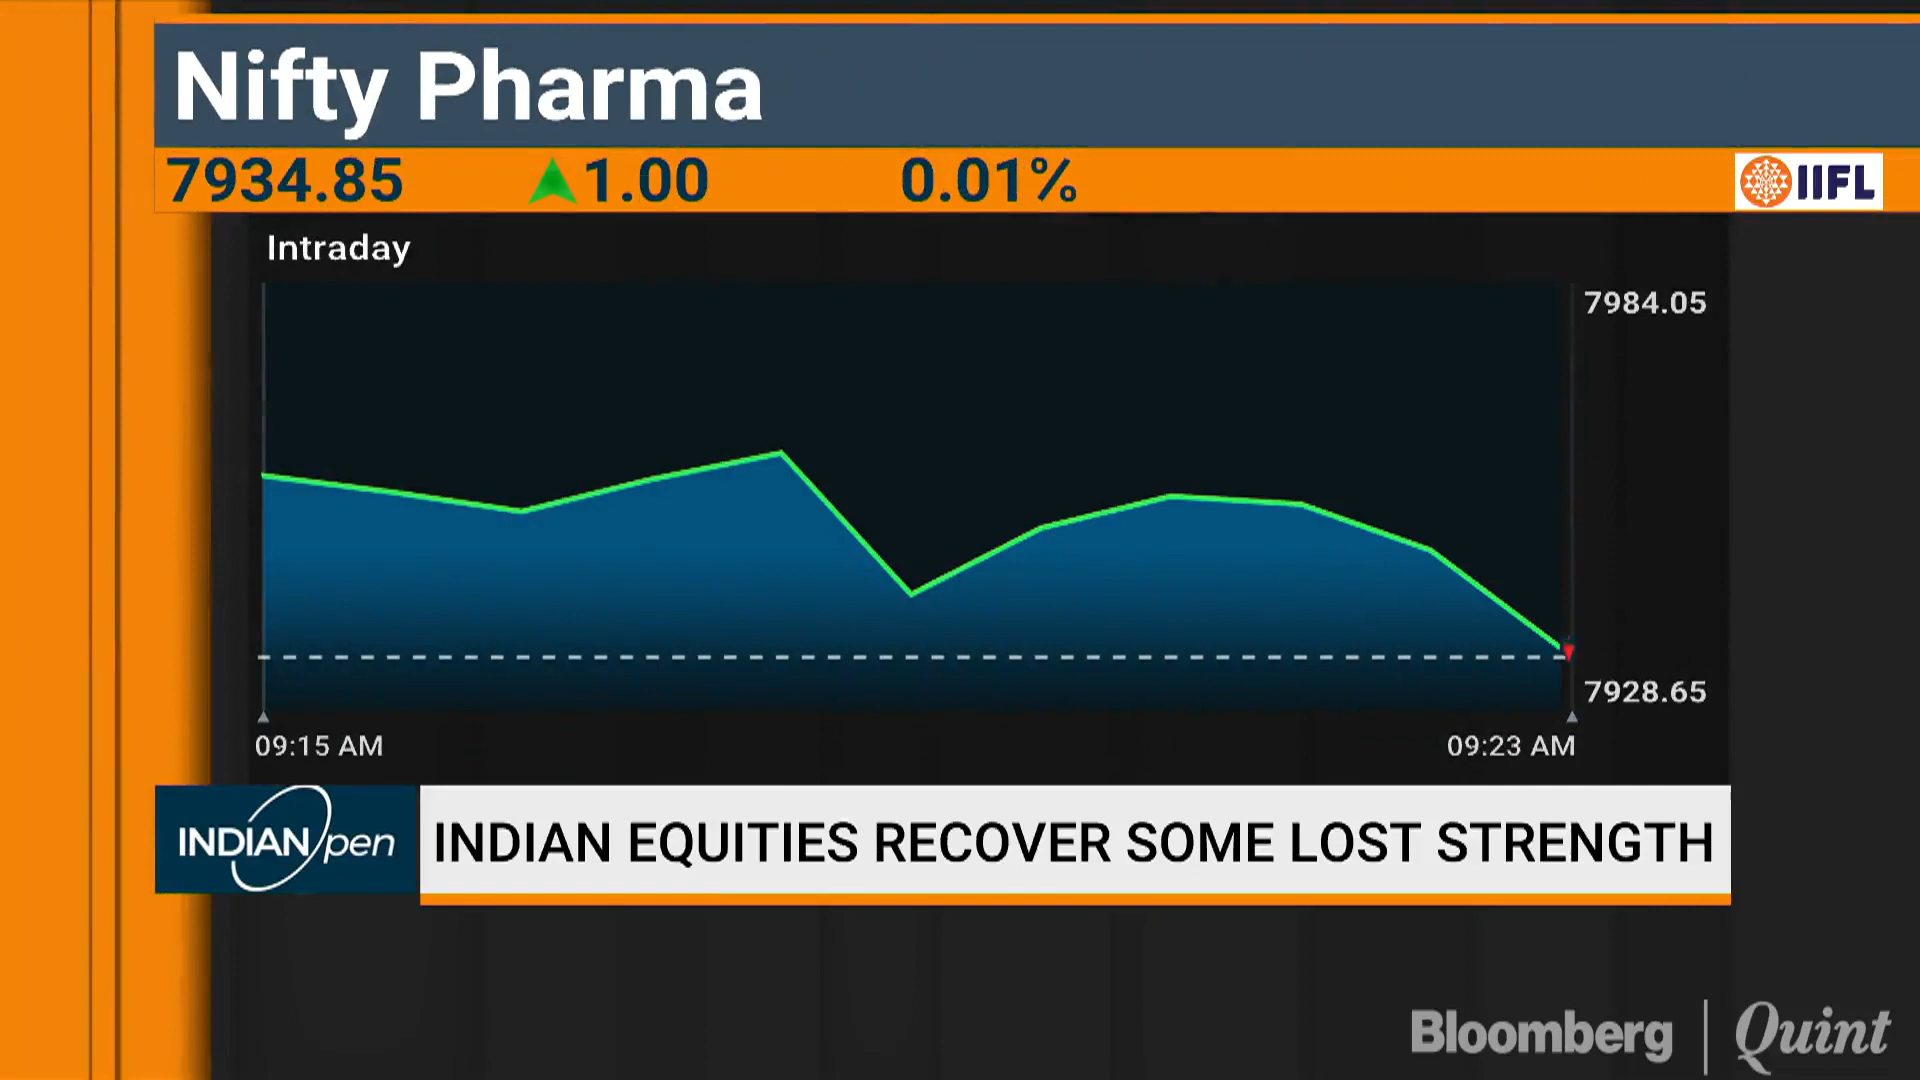 Nifty Pharma
7934.85 1.00 0.01%
IIFL
Intraday
7984.05
7928.65
09:15 AM 09:23 AM
INDIAN Open INDIAN EQUITIES RECOVER SOME LOST STRENGTH
Bloomberg | Quint